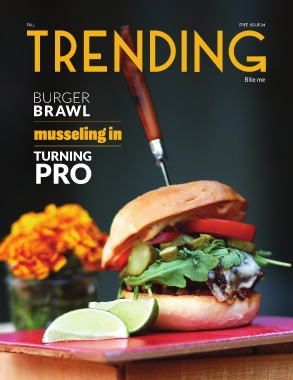 FALL
FREE ISSUE 04
TRENDING
Bite me
BURGER
BRAWL
musseling in
TURNING
PRO